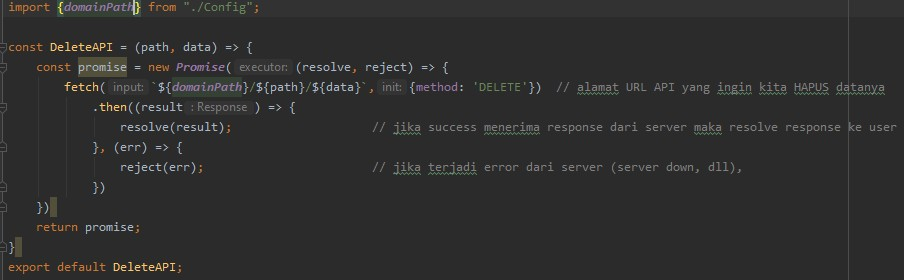 import {domainPath} from "./Config";
const DeleteAPI = (path, data) => {
const promise = new Promise( executor: (resolve, reject) => {
fetch( input: `${domainPath}/${path}/${data}`, init: {method: 'DELETE'}) // alamat URL API yang ingin kita HAPUS datanya
.then((result : Response ) => {
resolve(result); // jika success menerima response dari server maka resolve response ke user
}, (err) => {
reject(err); // jika terjadi error dari server (server down, dll),
})
})
return promise;
}
export default DeleteAPI;